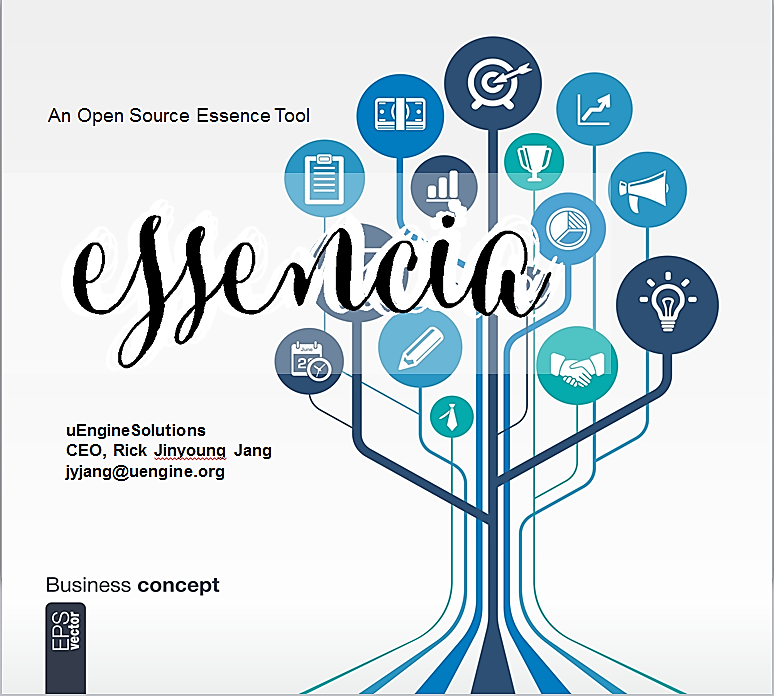 An Open Source Essence Tool
essencia
uEngineSolutions
CEO, Rick Jinyoung Jang
jyjang@uengine.org
Business concept
EPS
vector